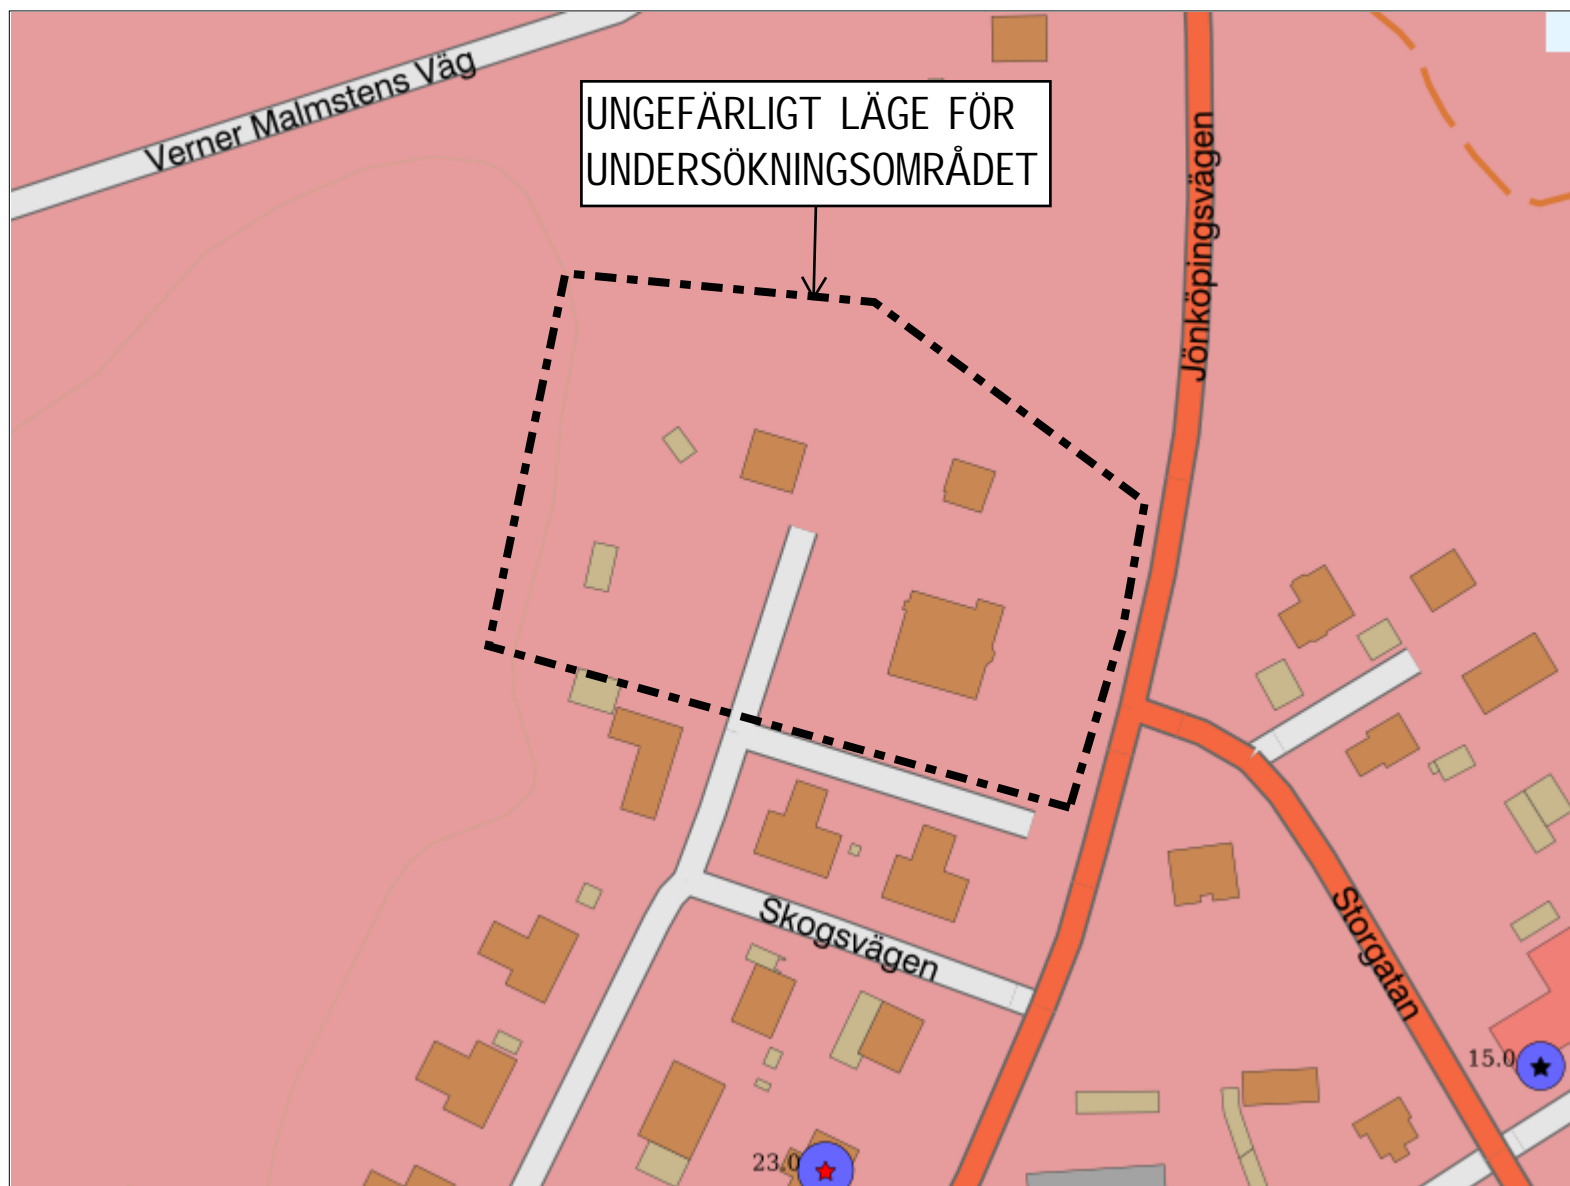 Verner Malmstens Väg
UNGEFÄRLIGT LÄGE FÖR
UNDERSÖKNINGSOMRÅDET
Jönköpingsvägen
Skogsvägen
Storgatan
15.0
23.0